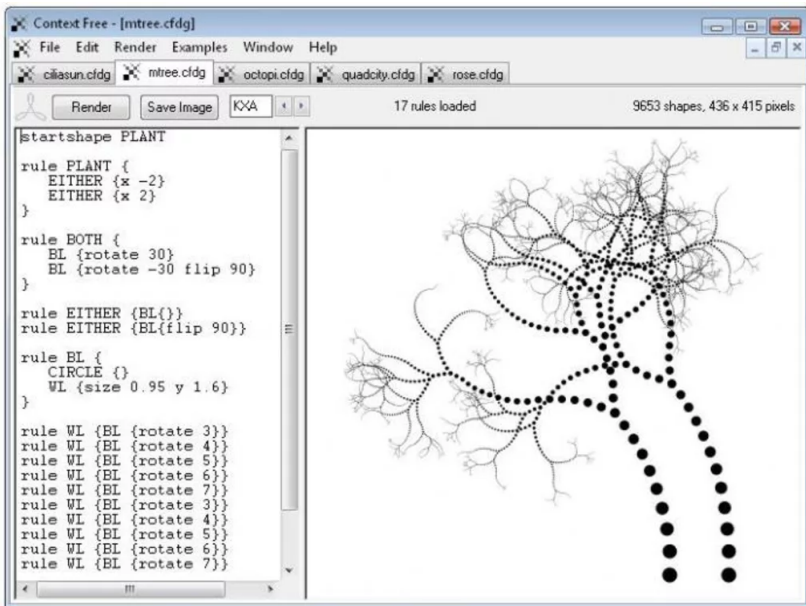 Context Free - [mtree.cfdg]
File Edit Render Examples Window Help
ciliasun.cfdg mtree.cfdg octopi.cfdg quadcity.cfdg rose.cfdg
Render Save Image KXA 17 rules loaded 9653 shapes, 436 x 415 pixels
startshape PLANT
rule PLANT {
EITHER {x -2}
EITHER {x 2}
}
rule BOTH {
BL {rotate 30}
BL {rotate -30 flip 90}
}
rule EITHER {BL{}}
rule EITHER {BL{flip 90}}
rule BL {
CIRCLE {}
WL {size 0.95 y 1.6}
}
rule WL {BL {rotate 3}}
rule WL {BL {rotate 4}}
rule WL {BL {rotate 5}}
rule WL {BL {rotate 6}}
rule WL {BL {rotate 7}}
rule WL {BL {rotate 3}}
rule WL {BL {rotate 4}}
rule WL {BL {rotate 5}}
rule WL {BL {rotate 6}}
rule WL {BL {rotate 7}}